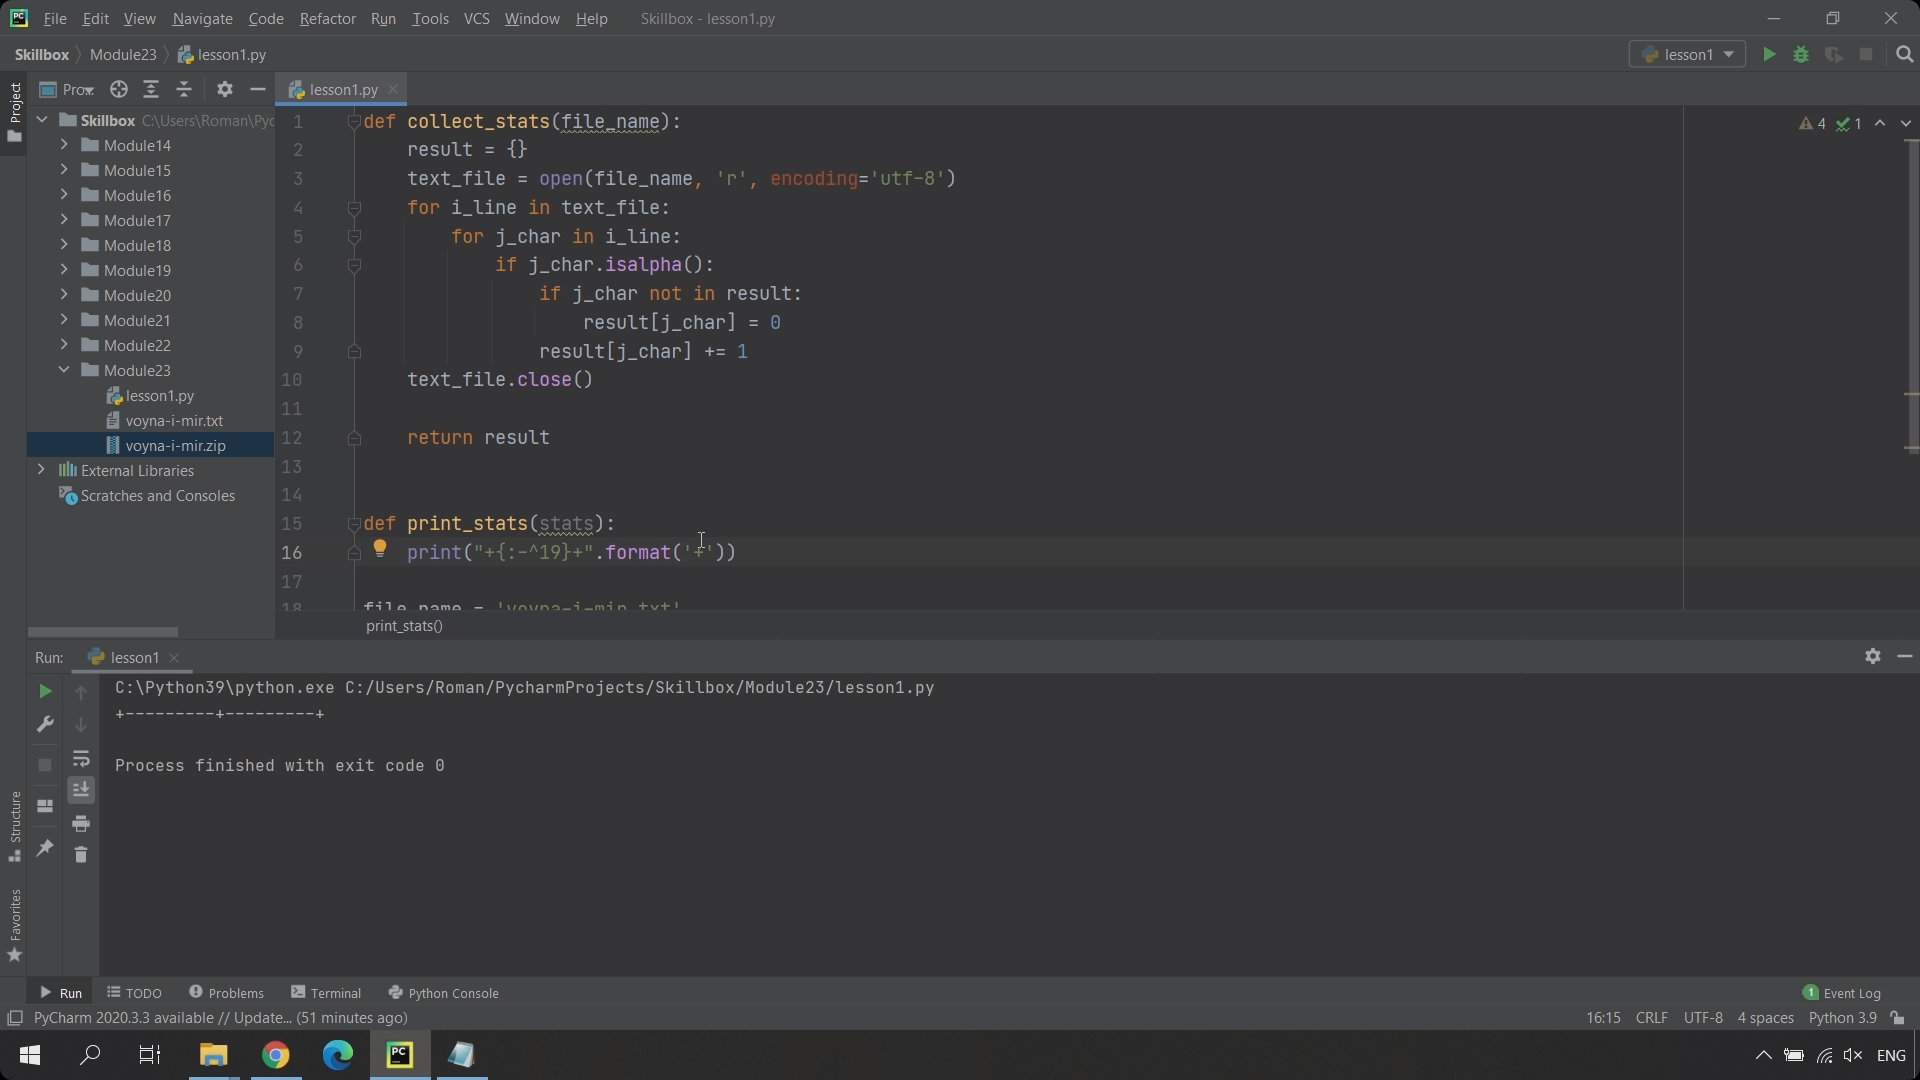 File Edit View Navigate Code Refactor Run Tools VCS Window Help Skillbox - lesson1.py
Skillbox Module23 lesson1.py lesson1
Project
Pro.. lesson1.py
Skillbox C:\Users\Roman\Pyc
Module14
Module15
Module16
Module17
Module18
Module19
Module20
Module21
Module22
Module23
lesson1.py
voyna-i-mir.txt
voyna-i-mir.zip
External Libraries
Scratches and Consoles
4 1
1 def collect_stats(file_name):
2 result = {}
3 text_file = open(file_name, 'r', encoding='utf-8')
4 for i_line in text_file:
5 for j_char in i_line:
6 if j_char.isalpha():
7 if j_char not in result:
8 result[j_char] = 0
9 result[j_char] += 1
10 text_file.close()
11
12 return result
13
14
15 def print_stats(stats):
16 print("+{:-^19}+".format('+'))
17
18 file_name = 'voyna-i-mir.txt'
print_stats()
Run: lesson1
C:\Python39\python.exe C:/Users/Roman/PycharmProjects/Skillbox/Module23/lesson1.py
+---------+---------+
Process finished with exit code 0
Structure
Favorites
Run TODO Problems Terminal Python Console 1 Event Log
PyCharm 2020.3.3 available // Update... (51 minutes ago) 16:15 CRLF UTF-8 4 spaces Python 3.9
PC ENG